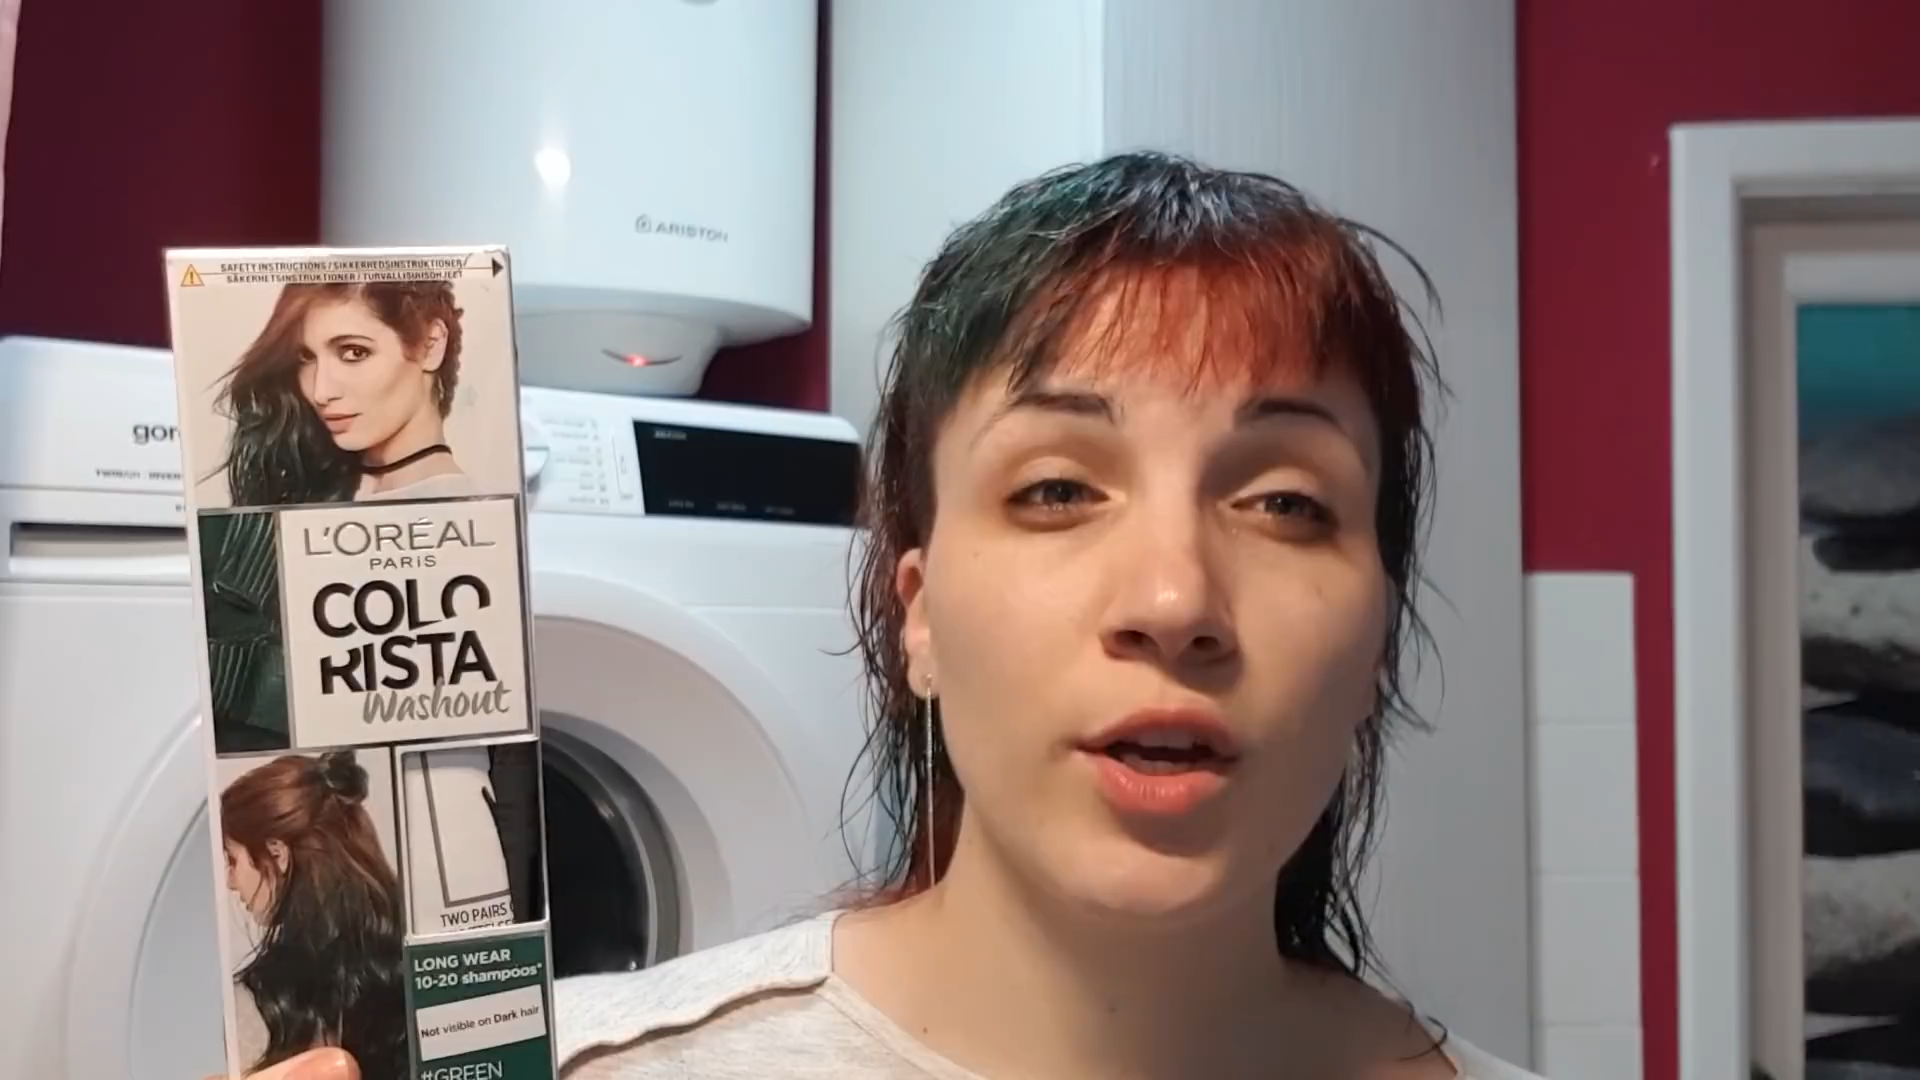 ARISTON
SAFETY INSTRUCTIONS / SIKKERHEDSINSTRUKTIONER /
SÄKERHETSINSTRUKTIONER / TURVALLISUUSOHJEET
gor
L'ORÉAL
PARIS
COLO
RISTA
Washout
TWO PAIRS
LONG WEAR
10-20 shampoos*
Not visible on Dark hair
#GREEN